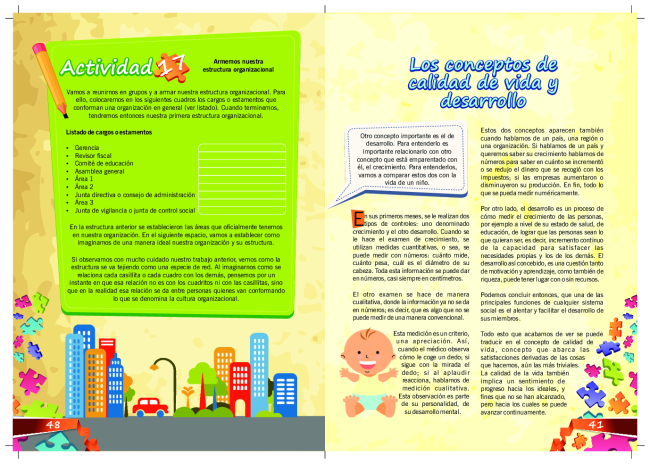 Actividad 17
Armemos nuestra
estructura organizacional
Vamos a reunirnos en grupos y a armar nuestra estructura organizacional. Para
ello, colocaremos en los siguientes cuadros los cargos o estamentos que
conforman una organización en general (ver listado). Cuando terminemos,
tendremos entonces nuestra primera estructura organizacional.
Listado de cargos o estamentos
• Gerencia
• Revisor fiscal
• Comité de educación
• Asamblea general
• Área 1
• Área 2
• Junta directiva o consejo de administración
• Área 3
• Junta de vigilancia o junta de control social
En la estructura anterior se establecieron las áreas que oficialmente tenemos
en nuestra organización. En el siguiente espacio, vamos a establecer como
imaginamos de una manera ideal nuestra organización y su estructura.
Si observamos con mucho cuidado nuestro trabajo anterior, vemos como la
estructura se va tejiendo como una especie de red. Al imaginarnos como se
relaciona cada casillita o cada cuadro con los demás, pensemos por un
instante en que esa relación no es con los cuadritos ni con las casillitas, sino
que en la realidad esa relación se da entre personas quienes van conformando
lo que se denomina la cultura organizacional.
48
Los conceptos de
calidad de vida y
desarrollo
Otro concepto importante es el de
desarrollo. Para entenderlo es
importante relacionarlo con otro
concepto que está emparentado con
él, el crecimiento. Para entenderlos,
vamos a comparar estos dos con la
vida de un niño.
En sus primeros meses, se le realizan dos
tipos de controles: uno denominado
crecimiento y el otro desarrollo. Cuando se
le hace el examen de crecimiento, se
utilizan medidas cuantitativas, o sea, se
puede medir con números: cuánto mide,
cuánto pesa, cuál es el diámetro de su
cabeza. Toda esta información se puede dar
en números, casi siempre en centímetros.
El otro examen se hace de manera
cualitativa, donde la información ya no se da
en números; es decir, es algo que no se
puede medir de una manera convencional.
Esta medición es un criterio,
una apreciación. Así,
cuando el médico observa
cómo le coge un dedo; si
sigue con la mirada el
dedo; si al aplaudir
reacciona, hablamos de
medición cualitativa.
Esta observación es parte
de su personalidad, de
su desarrollo mental.
Estos dos conceptos aparecen también
cuando hablamos de un país, una región o
una organización. Si hablamos de un país y
queremos saber su crecimiento hablamos de
números para saber en cuánto se incrementó
o se redujo el dinero que se recogió con los
impuestos; si las empresas aumentaron o
disminuyeron su producción. En fin, todo lo
que se pueda medir numéricamente.
Por otro lado, el desarrollo es un proceso de
cómo medir el crecimiento de las personas,
por ejemplo a nivel de su estado de salud, de
educación, de lograr que las personas sean lo
que quieran ser, es decir, incremento continuo
de la capacidad para satisfacer las
necesidades propias y los de los demás. El
desarrollo así concebido, es una cuestión tanto
de motivación y aprendizaje, como también de
riqueza, puede tener lugar con o sin recursos.
Podemos concluir entonces, que una de las
principales funciones de cualquier sistema
social es el alentar y facilitar el desarrollo de
sus miembros.
Todo esto que acabamos de ver se puede
traducir en el concepto de calidad de
vida, concepto que abarca las
satisfacciones derivadas de las cosas
que hacemos, aún las más triviales.
La calidad de la vida también
implica un sentimiento de
progreso hacia los ideales, y
fines que no se han alcanzado,
pero hacia los cuales se puede
avanzar continuamente.
41